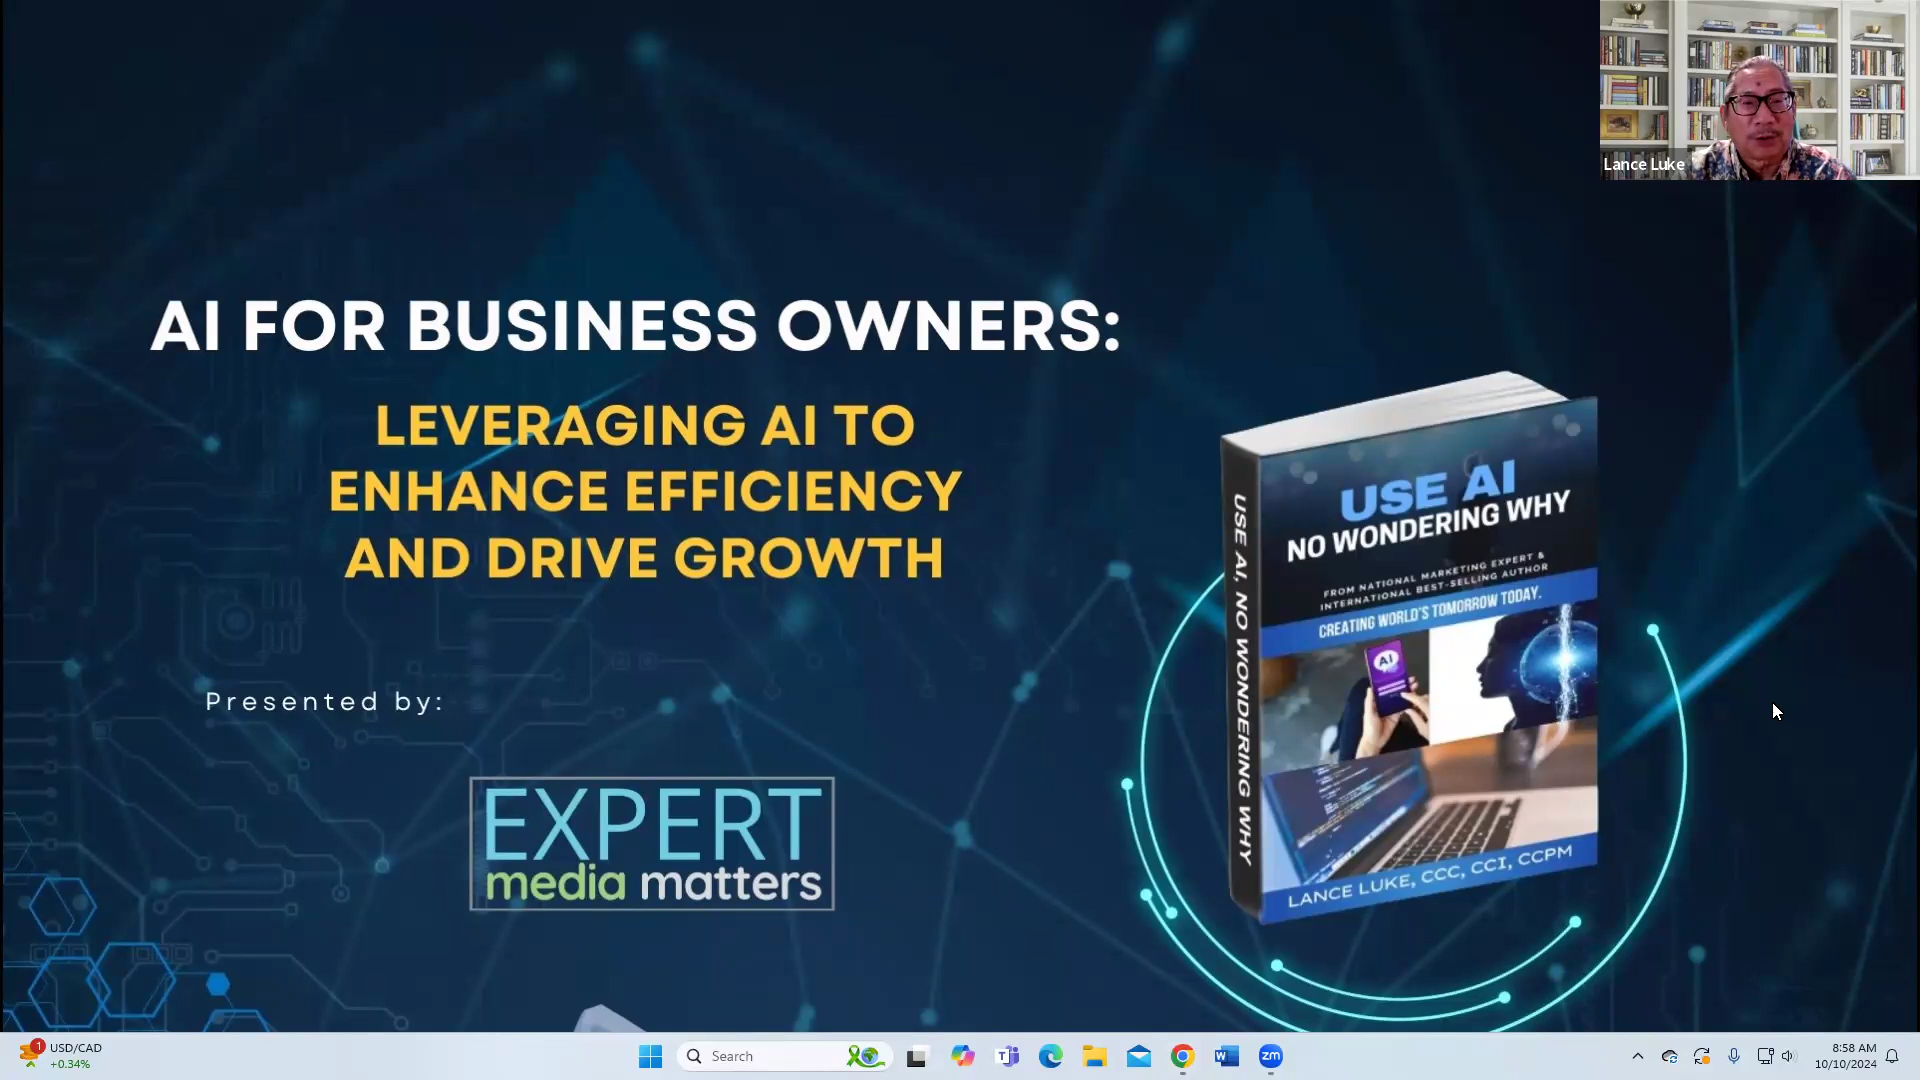 Lance Luke
AI FOR BUSINESS OWNERS:
LEVERAGING AI TO
ENHANCE EFFICIENCY
AND DRIVE GROWTH
Presented by:
EXPERT
media matters
USE AI, NO WONDERING WHY
USE AI
NO WONDERING WHY
FROM NATIONAL MARKETING EXPERT &
INTERNATIONAL BEST-SELLING AUTHOR
CREATING WORLD'S TOMORROW TODAY.
AI
LANCE LUKE, CCC, CCI, CCPM
1
USD/CAD
+0.34%
Search
zm
8:58 AM
10/10/2024